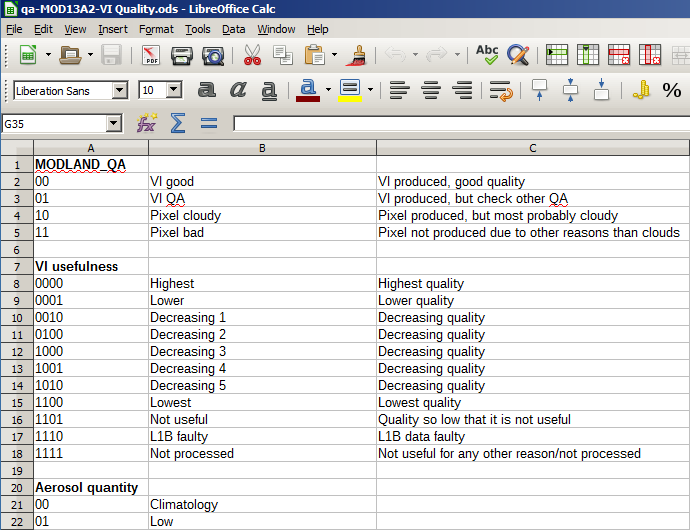 qa-MOD13A2-VI Quality.ods - LibreOffice Calc
File Edit View Insert Format Tools Data Window Help
PDF Abc
Liberation Sans 10 a a a a %
G35 fx Σ =
A B C
1 MODLAND_QA
2 00 VI good VI produced, good quality
3 01 VI QA VI produced, but check other QA
4 10 Pixel cloudy Pixel produced, but most probably cloudy
5 11 Pixel bad Pixel not produced due to other reasons than clouds
6
7 VI usefulness
8 0000 Highest Highest quality
9 0001 Lower Lower quality
10 0010 Decreasing 1 Decreasing quality
11 0100 Decreasing 2 Decreasing quality
12 1000 Decreasing 3 Decreasing quality
13 1001 Decreasing 4 Decreasing quality
14 1010 Decreasing 5 Decreasing quality
15 1100 Lowest Lowest quality
16 1101 Not useful Quality so low that it is not useful
17 1110 L1B faulty L1B data faulty
18 1111 Not processed Not useful for any other reason/not processed
19
20 Aerosol quantity
21 00 Climatology
22 01 Low